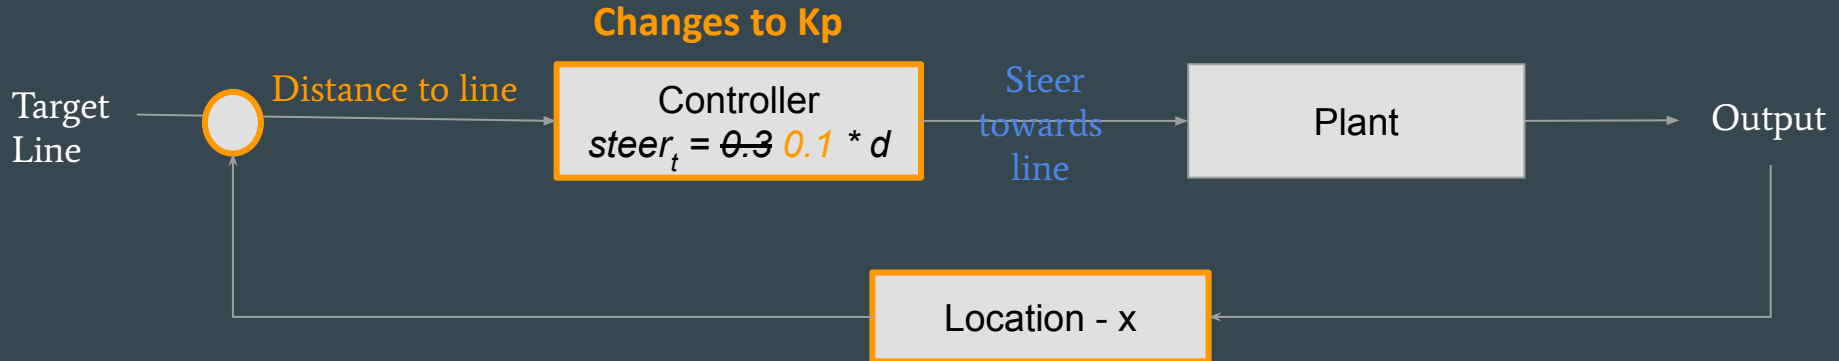 Changes to Kp
Target
Line
Distance to line
Controller
steer_t = 0.3 0.1 * d
Steer
towards
line
Plant
Output
Location - x